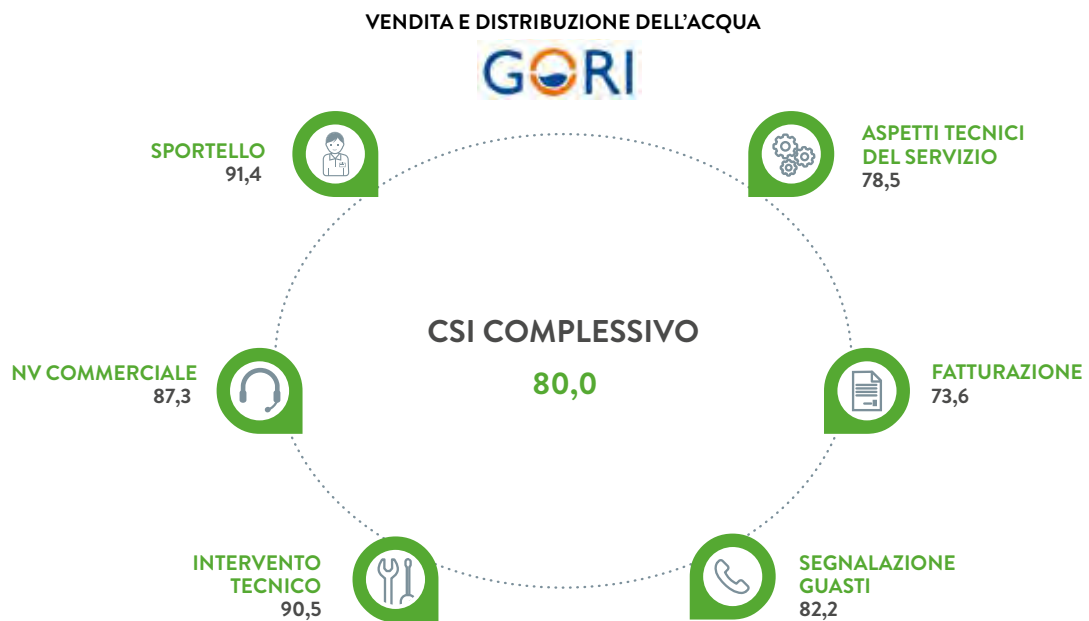 VENDITA E DISTRIBUZIONE DELL'ACQUA
GORI
SPORTELLO
91,4
ASPETTI TECNICI
DEL SERVIZIO
78,5
CSI COMPLESSIVO
80,0
NV COMMERCIALE
87,3
FATTURAZIONE
73,6
INTERVENTO
TECNICO
90,5
SEGNALAZIONE
GUASTI
82,2